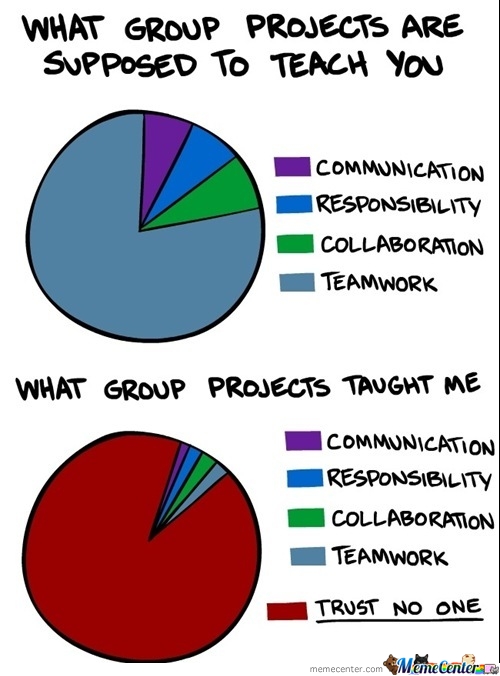 WHAT GROUP PROJECTS ARE
SUPPOSED TO TEACH YOU
COMMUNICATION
RESPONSIBILITY
COLLABORATION
TEAMWORK
WHAT GROUP PROJECTS TAUGHT ME
COMMUNICATION
RESPONSIBILITY
COLLABORATION
TEAMWORK
TRUST NO ONE
memecenter.com MemeCenter